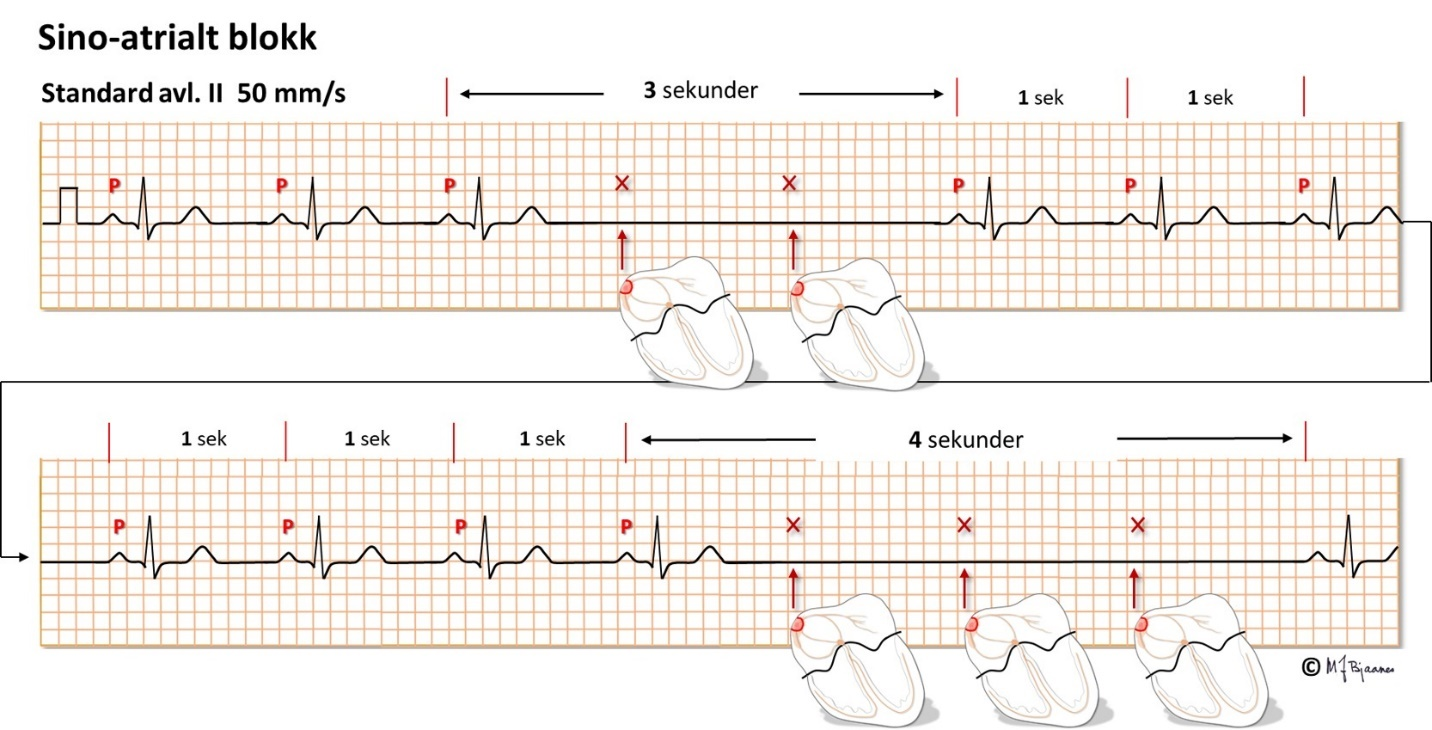 Sino-atrialt blokk
Standard avl. II 50 mm/s
3 sekunder 1 sek 1 sek
P P P X X P P P
1 sek 1 sek 1 sek 4 sekunder
P P P P X X X
© MJ Bjaanes